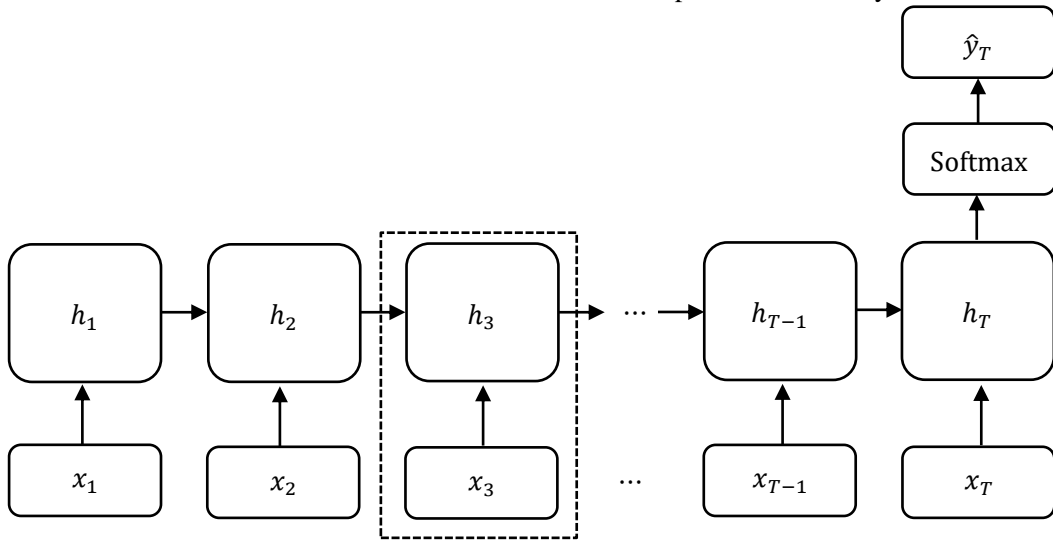 ŷ_T
Softmax
h_1 h_2 h_3 ... h_{T−1} h_T
x_1 x_2 x_3 ... x_{T−1} x_T